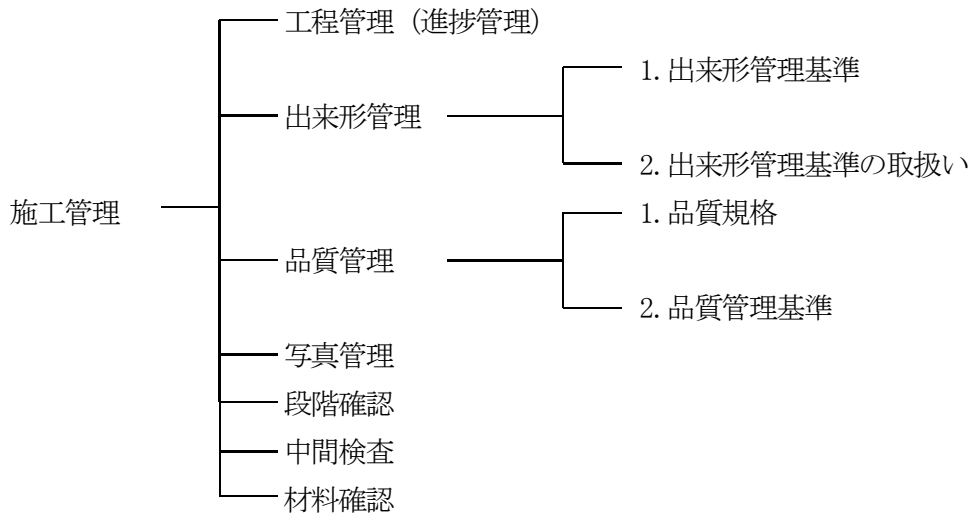 工程管理（進捗管理）
1.出来形管理基準
出来形管理
2.出来形管理基準の取扱い
施工管理
1.品質規格
品質管理
2.品質管理基準
写真管理
段階確認
中間検査
材料確認